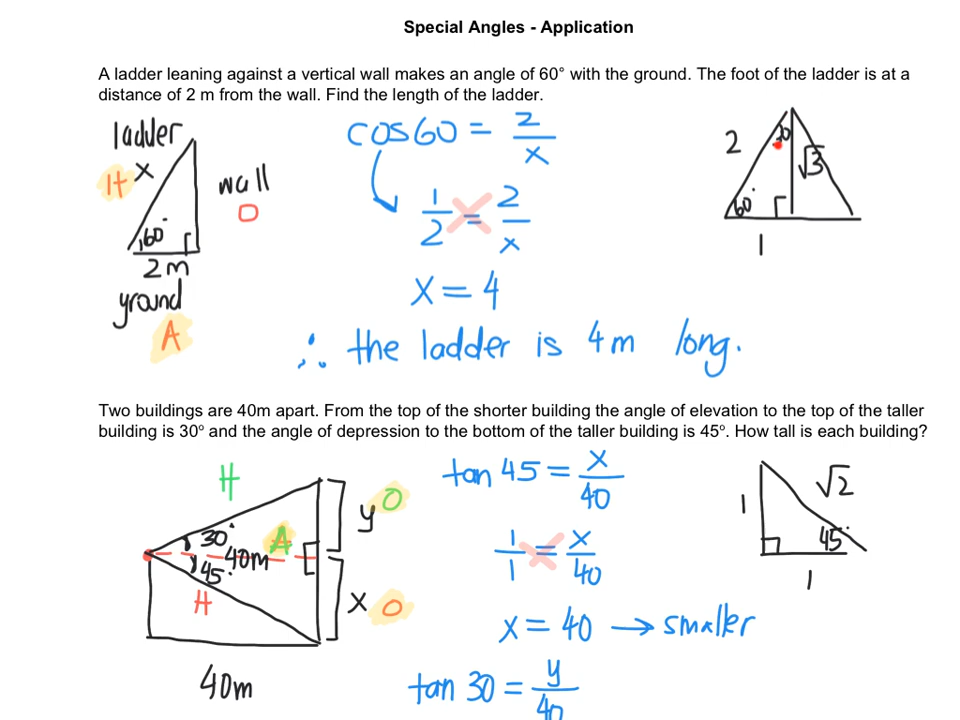 Special Angles - Application
A ladder leaning against a vertical wall makes an angle of 60° with the ground. The foot of the ladder is at a
distance of 2 m from the wall. Find the length of the ladder.
ladder
H x
wall
O
60°
2m
ground
A
cos60 = 2/x
1/2 = 2/x
x = 4
∴ the ladder is 4m long.
2
30
√3
60°
1
Two buildings are 40m apart. From the top of the shorter building the angle of elevation to the top of the taller
building is 30° and the angle of depression to the bottom of the taller building is 45°. How tall is each building?
H
y O
30° A
40m
45°
H
x O
40m
tan 45 = x/40
1/1 = x/40
x = 40 → smaller
tan 30 = y/40
1
√2
45°
1